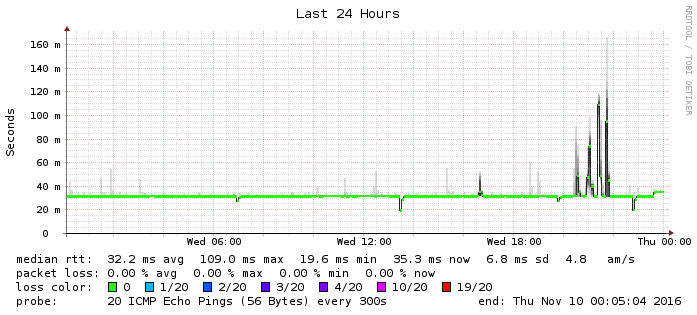 Last 24 Hours
RRDTOOL / TOBI OETIKER
Seconds
160 m
140 m
120 m
100 m
80 m
60 m
40 m
20 m
0
Wed 06:00 Wed 12:00 Wed 18:00 Thu 00:00
median rtt: 32.2 ms avg 109.0 ms max 19.6 ms min 35.3 ms now 6.8 ms sd 4.8 am/s
packet loss: 0.00 % avg 0.00 % max 0.00 % min 0.00 % now
loss color: 0 1/20 2/20 3/20 4/20 10/20 19/20
probe: 20 ICMP Echo Pings (56 Bytes) every 300s end: Thu Nov 10 00:05:04 2016